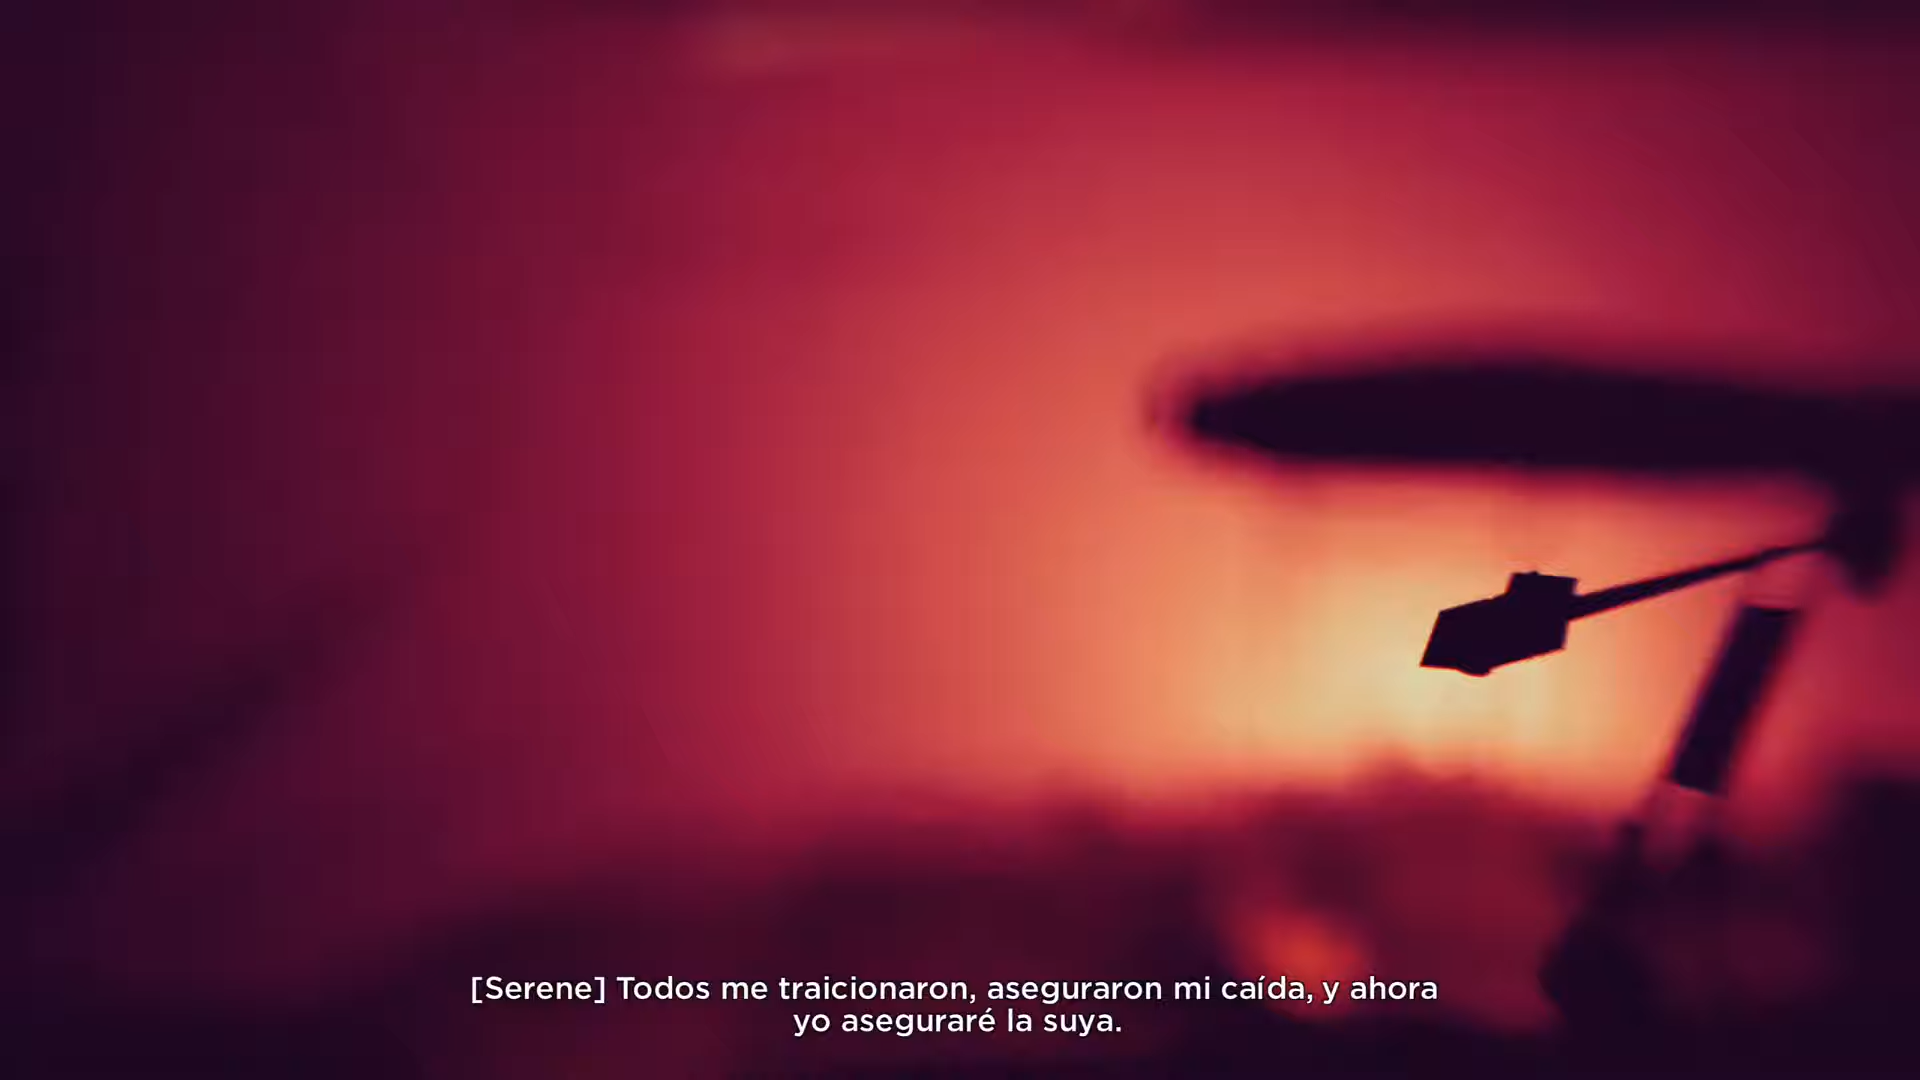 [Serene] Todos me traicionaron, aseguraron mi caída, y ahora
yo aseguraré la suya.